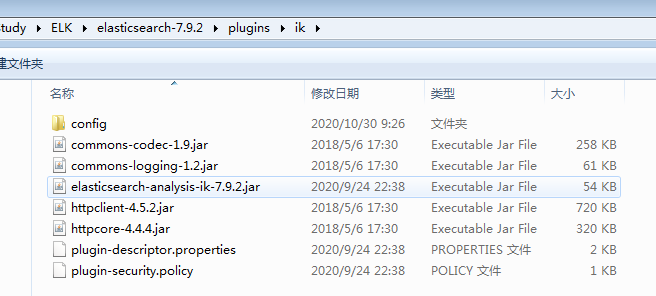 Study ▸ ELK ▸ elasticsearch-7.9.2 ▸ plugins ▸ ik ▸
建文件夹
名称 修改日期 类型 大小
config 2020/10/30 9:26 文件夹
commons-codec-1.9.jar 2018/5/6 17:30 Executable Jar File 258 KB
commons-logging-1.2.jar 2018/5/6 17:30 Executable Jar File 61 KB
elasticsearch-analysis-ik-7.9.2.jar 2020/9/24 22:38 Executable Jar File 54 KB
httpclient-4.5.2.jar 2018/5/6 17:30 Executable Jar File 720 KB
httpcore-4.4.4.jar 2018/5/6 17:30 Executable Jar File 320 KB
plugin-descriptor.properties 2020/9/24 22:38 PROPERTIES 文件 2 KB
plugin-security.policy 2020/9/24 22:38 POLICY 文件 1 KB